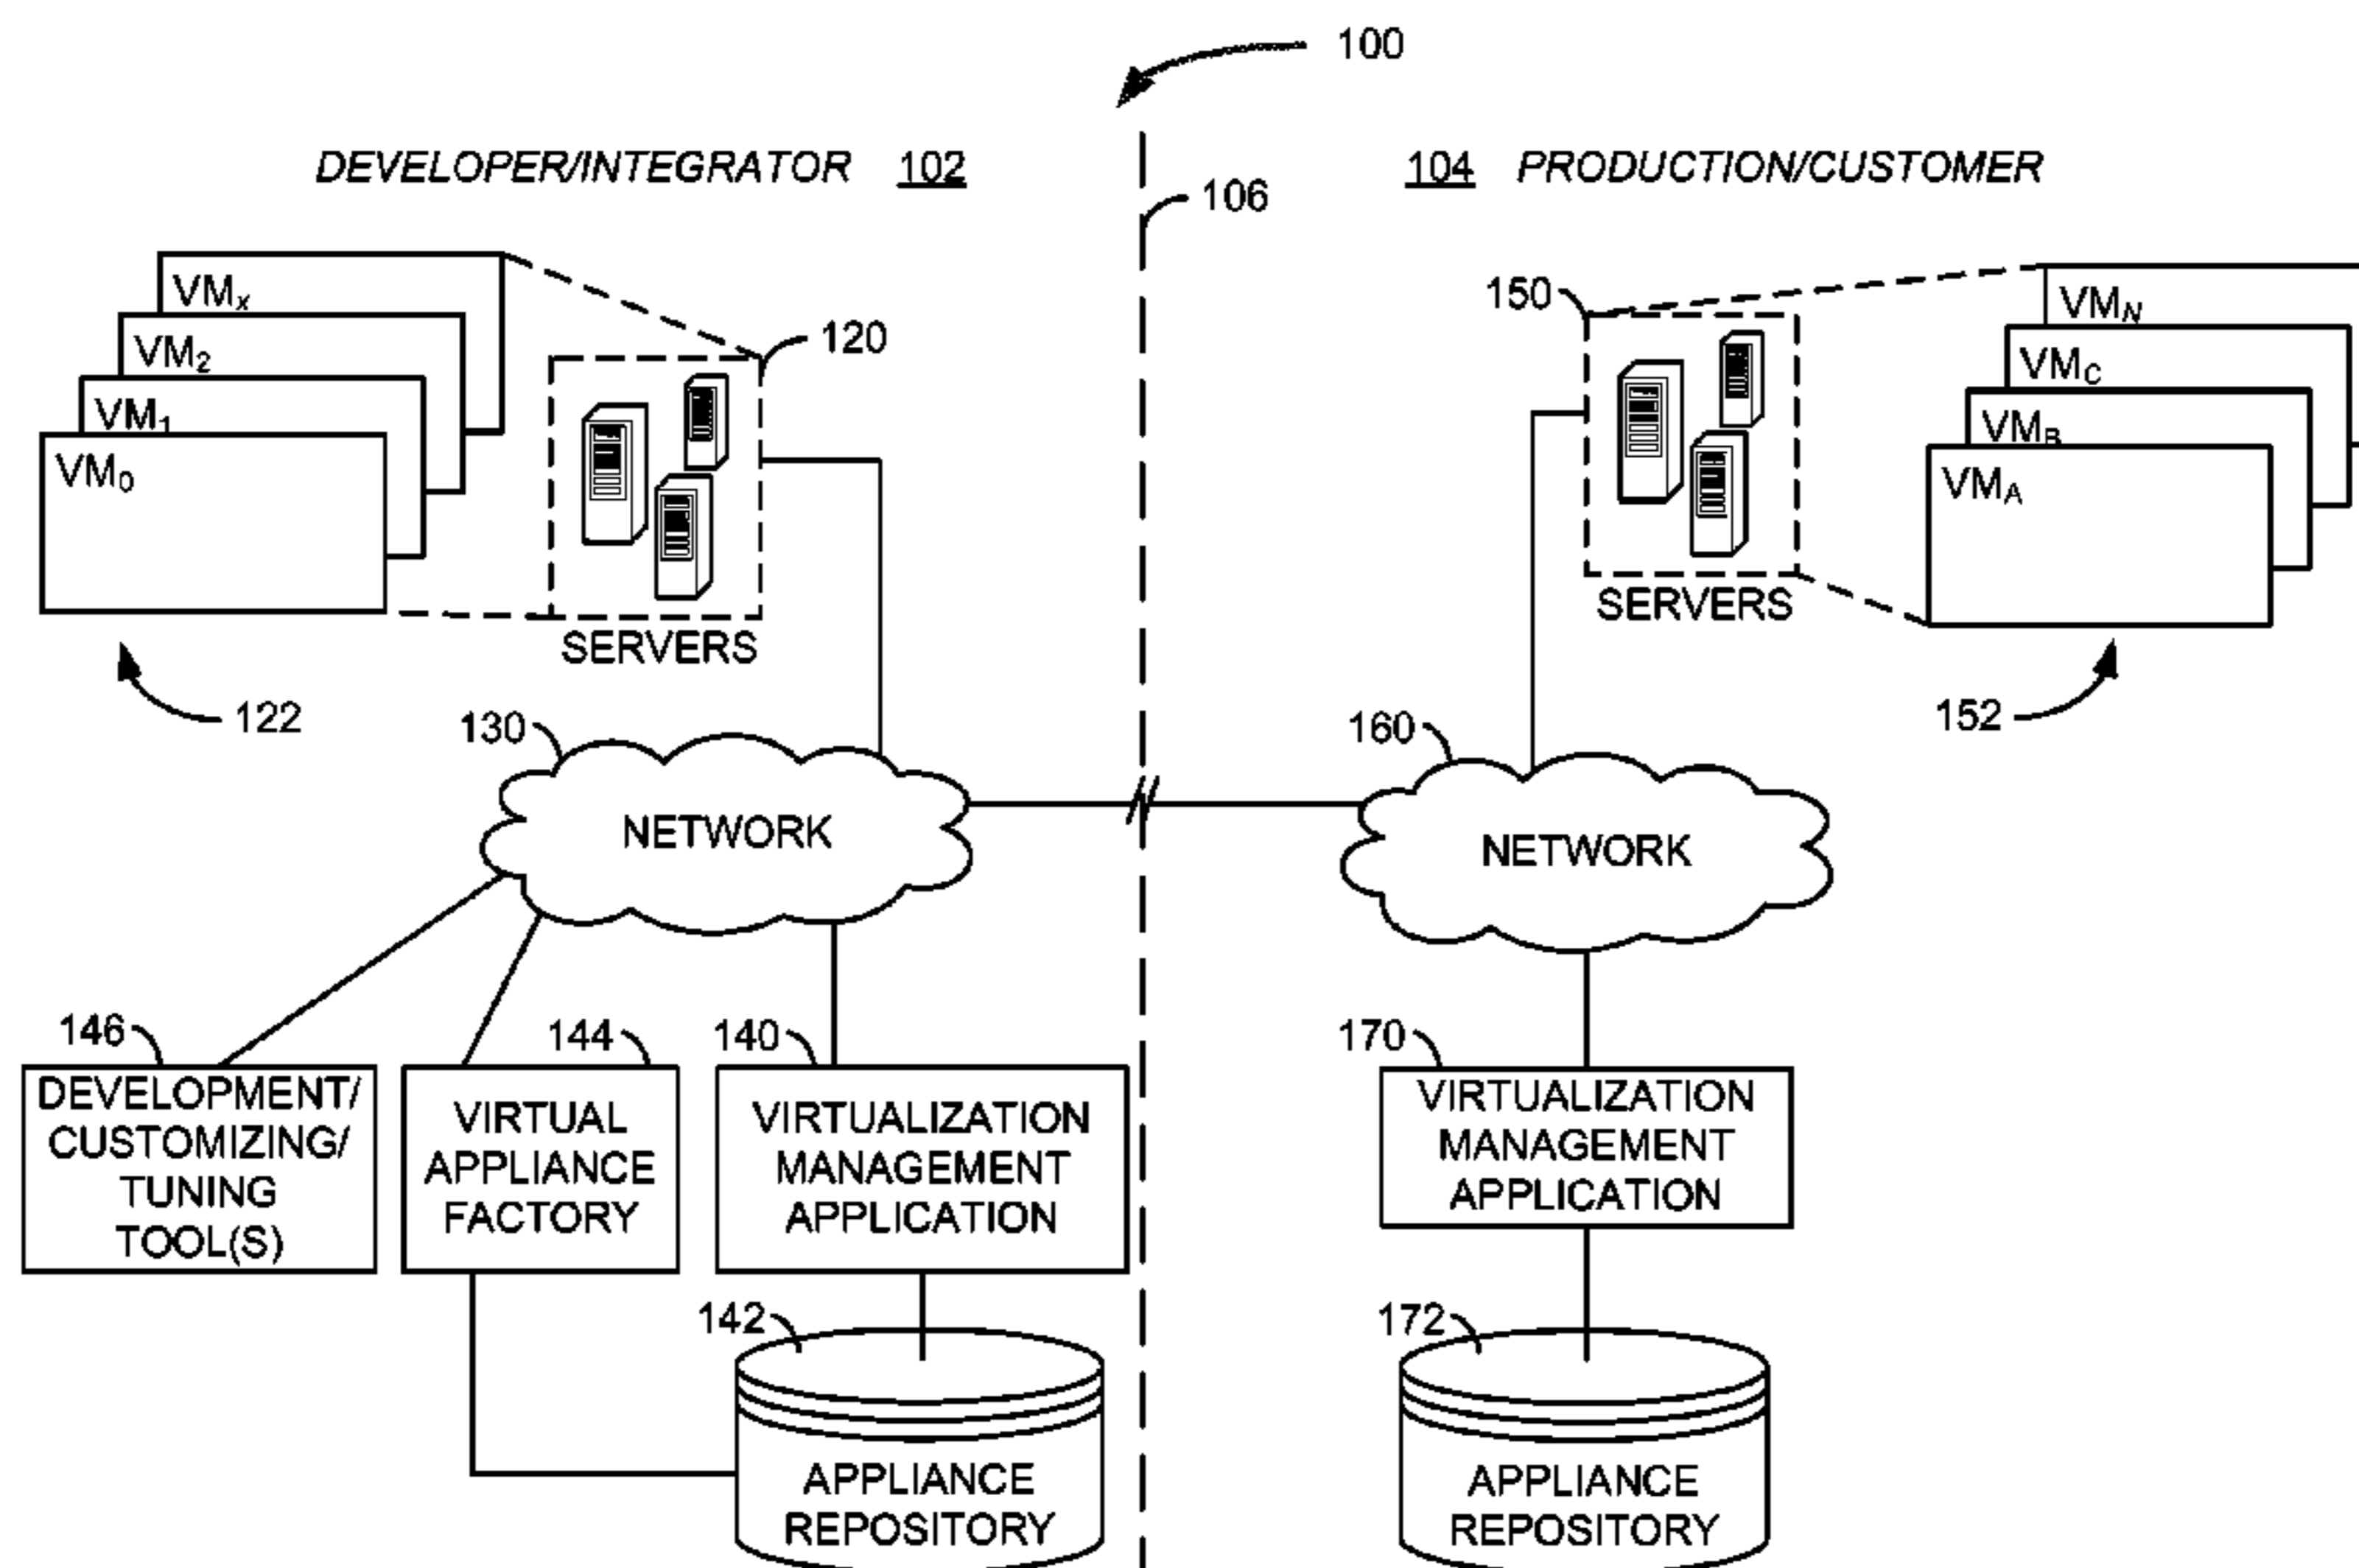 100
DEVELOPER/INTEGRATOR 102
104 PRODUCTION/CUSTOMER
106
VMx
VM2
VM1
VM0
120
SERVERS
122
150
SERVERS
VMN
VMC
VMB
VMA
152
130
NETWORK
160
NETWORK
146
DEVELOPMENT/
CUSTOMIZING/
TUNING
TOOL(S)
144
VIRTUAL
APPLIANCE
FACTORY
140
VIRTUALIZATION
MANAGEMENT
APPLICATION
170
VIRTUALIZATION
MANAGEMENT
APPLICATION
142
APPLIANCE
REPOSITORY
172
APPLIANCE
REPOSITORY